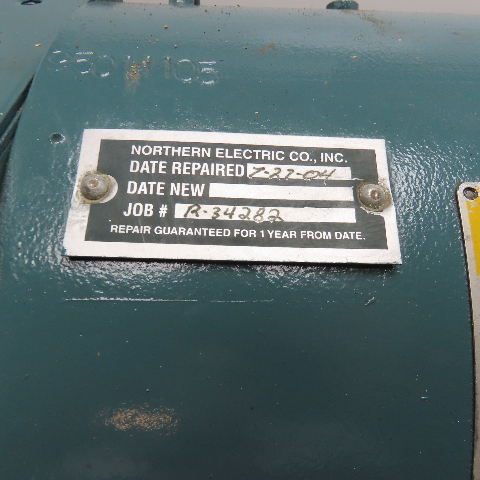 NORTHERN ELECTRIC CO., INC.
DATE REPAIRED 7-27-04
DATE NEW
JOB # R-34282
REPAIR GUARANTEED FOR 1 YEAR FROM DATE.